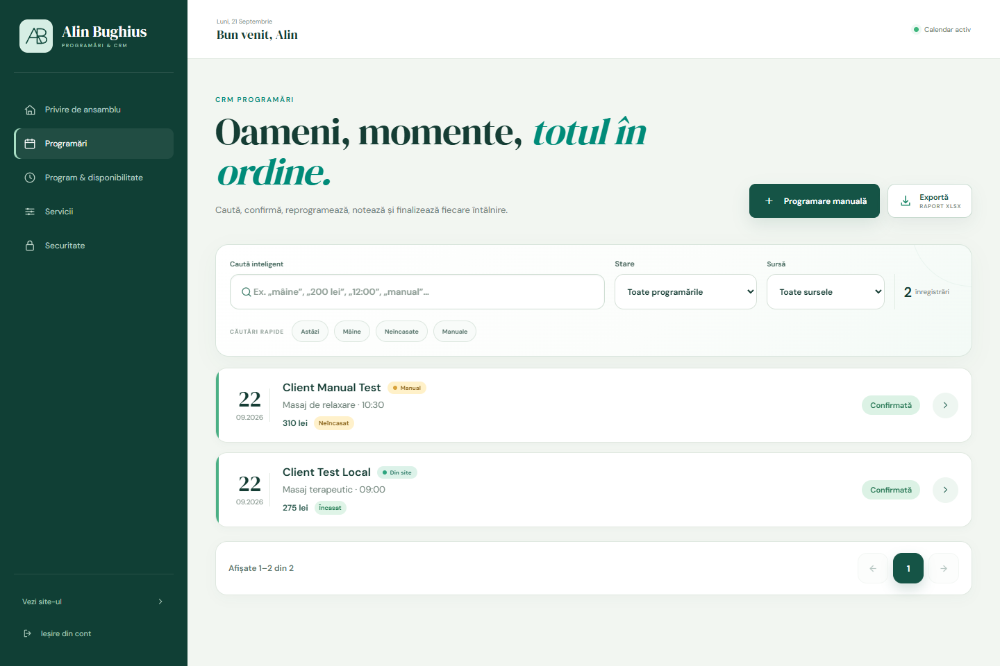 AB
Alin Bughius
PROGRAMĂRI & CRM
Privire de ansamblu
Programări
Program & disponibilitate
Servicii
Securitate
Vezi site-ul
Ieșire din cont
Luni, 21 Septembrie
Bun venit, Alin
Calendar activ
CRM PROGRAMĂRI
Oameni, momente, totul în
ordine.
Caută, confirmă, reprogramează, notează și finalizează fiecare întâlnire.
+ Programare manuală
Exportă
RAPORT XLSX
Caută inteligent
Ex. „mâine”, „200 lei”, „12:00”, „manual”…
Stare
Toate programările
Sursă
Toate sursele
2 înregistrări
CĂUTĂRI RAPIDE
Astăzi
Mâine
Neîncasate
Manuale
22
09.2026
Client Manual Test
Manual
Masaj de relaxare · 10:30
310 lei
Neîncasat
Confirmată
22
09.2026
Client Test Local
Din site
Masaj terapeutic · 09:00
275 lei
Încasat
Confirmată
Afișate 1–2 din 2
← 1 →